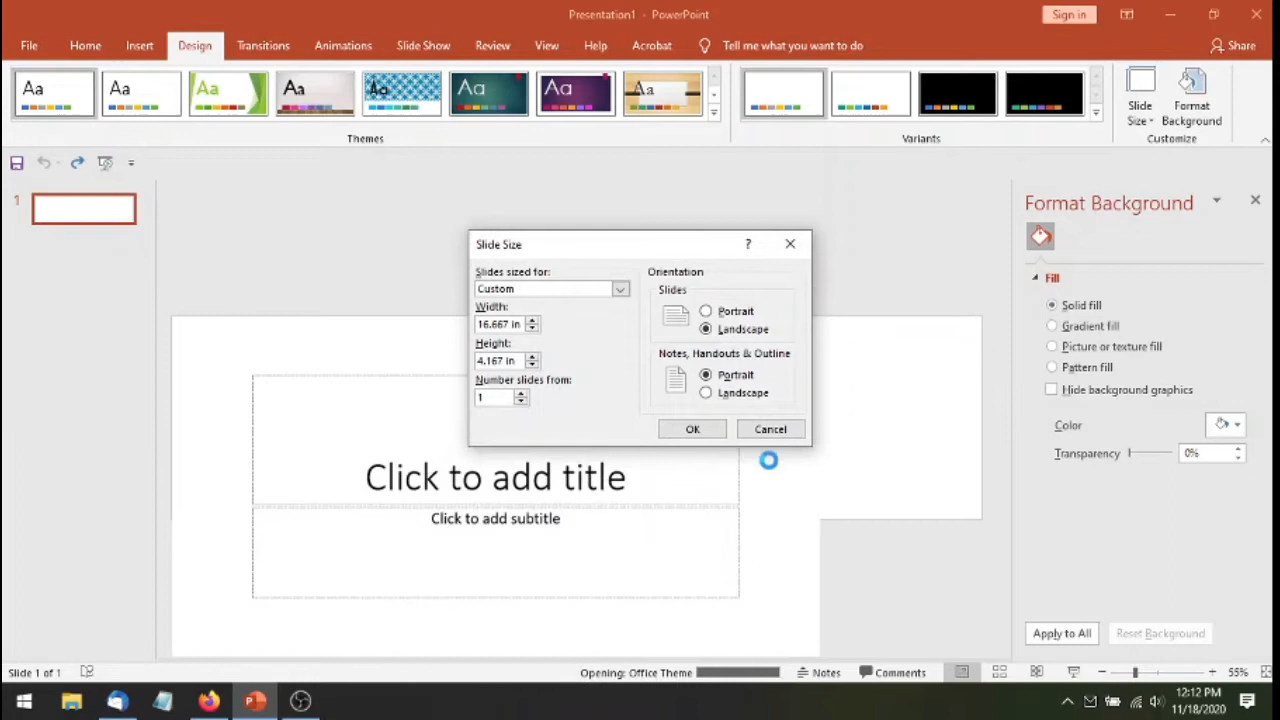 Presentation1 - PowerPoint
Sign in
File Home Insert Design Transitions Animations Slide Show Review View Help Acrobat Tell me what you want to do Share
Aa Aa Aa Aa Aa Aa Aa Aa
Slide Size
Format Background
Themes
Variants
Customize
1
Format Background
Slide Size ?
Slides sized for:
Custom
Width:
16.667 in
Height:
4.167 in
Number slides from:
1
Orientation
Slides
Portrait
Landscape
Notes, Handouts & Outline
Portrait
Landscape
OK Cancel
Click to add title
Click to add subtitle
Fill
Solid fill
Gradient fill
Picture or texture fill
Pattern fill
Hide background graphics
Color
Transparency 0%
Apply to All Reset Background
Slide 1 of 1
Opening: Office Theme
Notes
Comments
55%
12:12 PM
11/18/2020